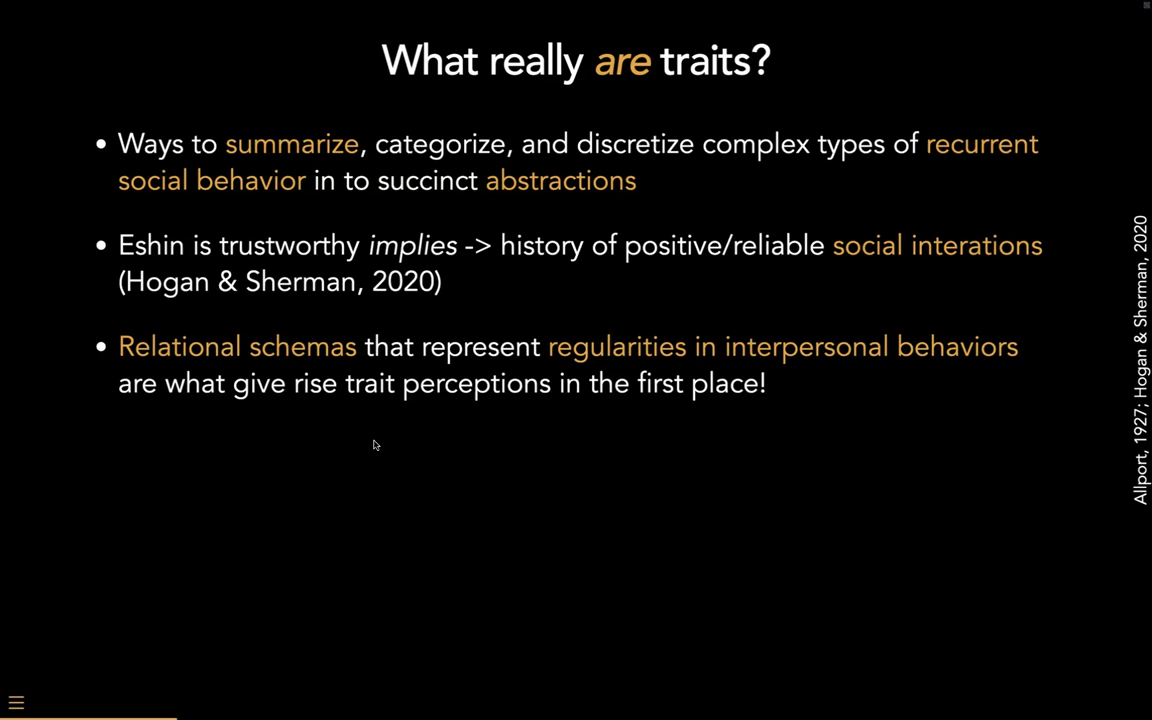 What really are traits?
• Ways to summarize, categorize, and discretize complex types of recurrent
social behavior in to succinct abstractions
• Eshin is trustworthy implies -> history of positive/reliable social interations
(Hogan & Sherman, 2020)
• Relational schemas that represent regularities in interpersonal behaviors
are what give rise trait perceptions in the first place!
Allport, 1927; Hogan & Sherman, 2020